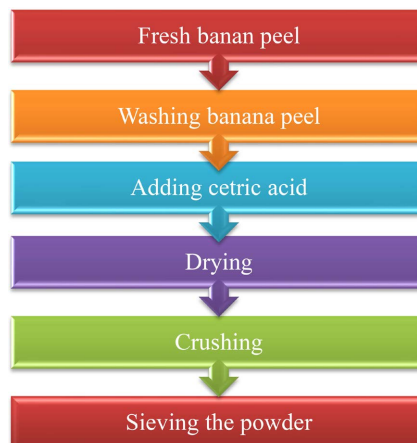 Fresh banan peel
Washing banana peel
Adding cetric acid
Drying
Crushing
Sieving the powder